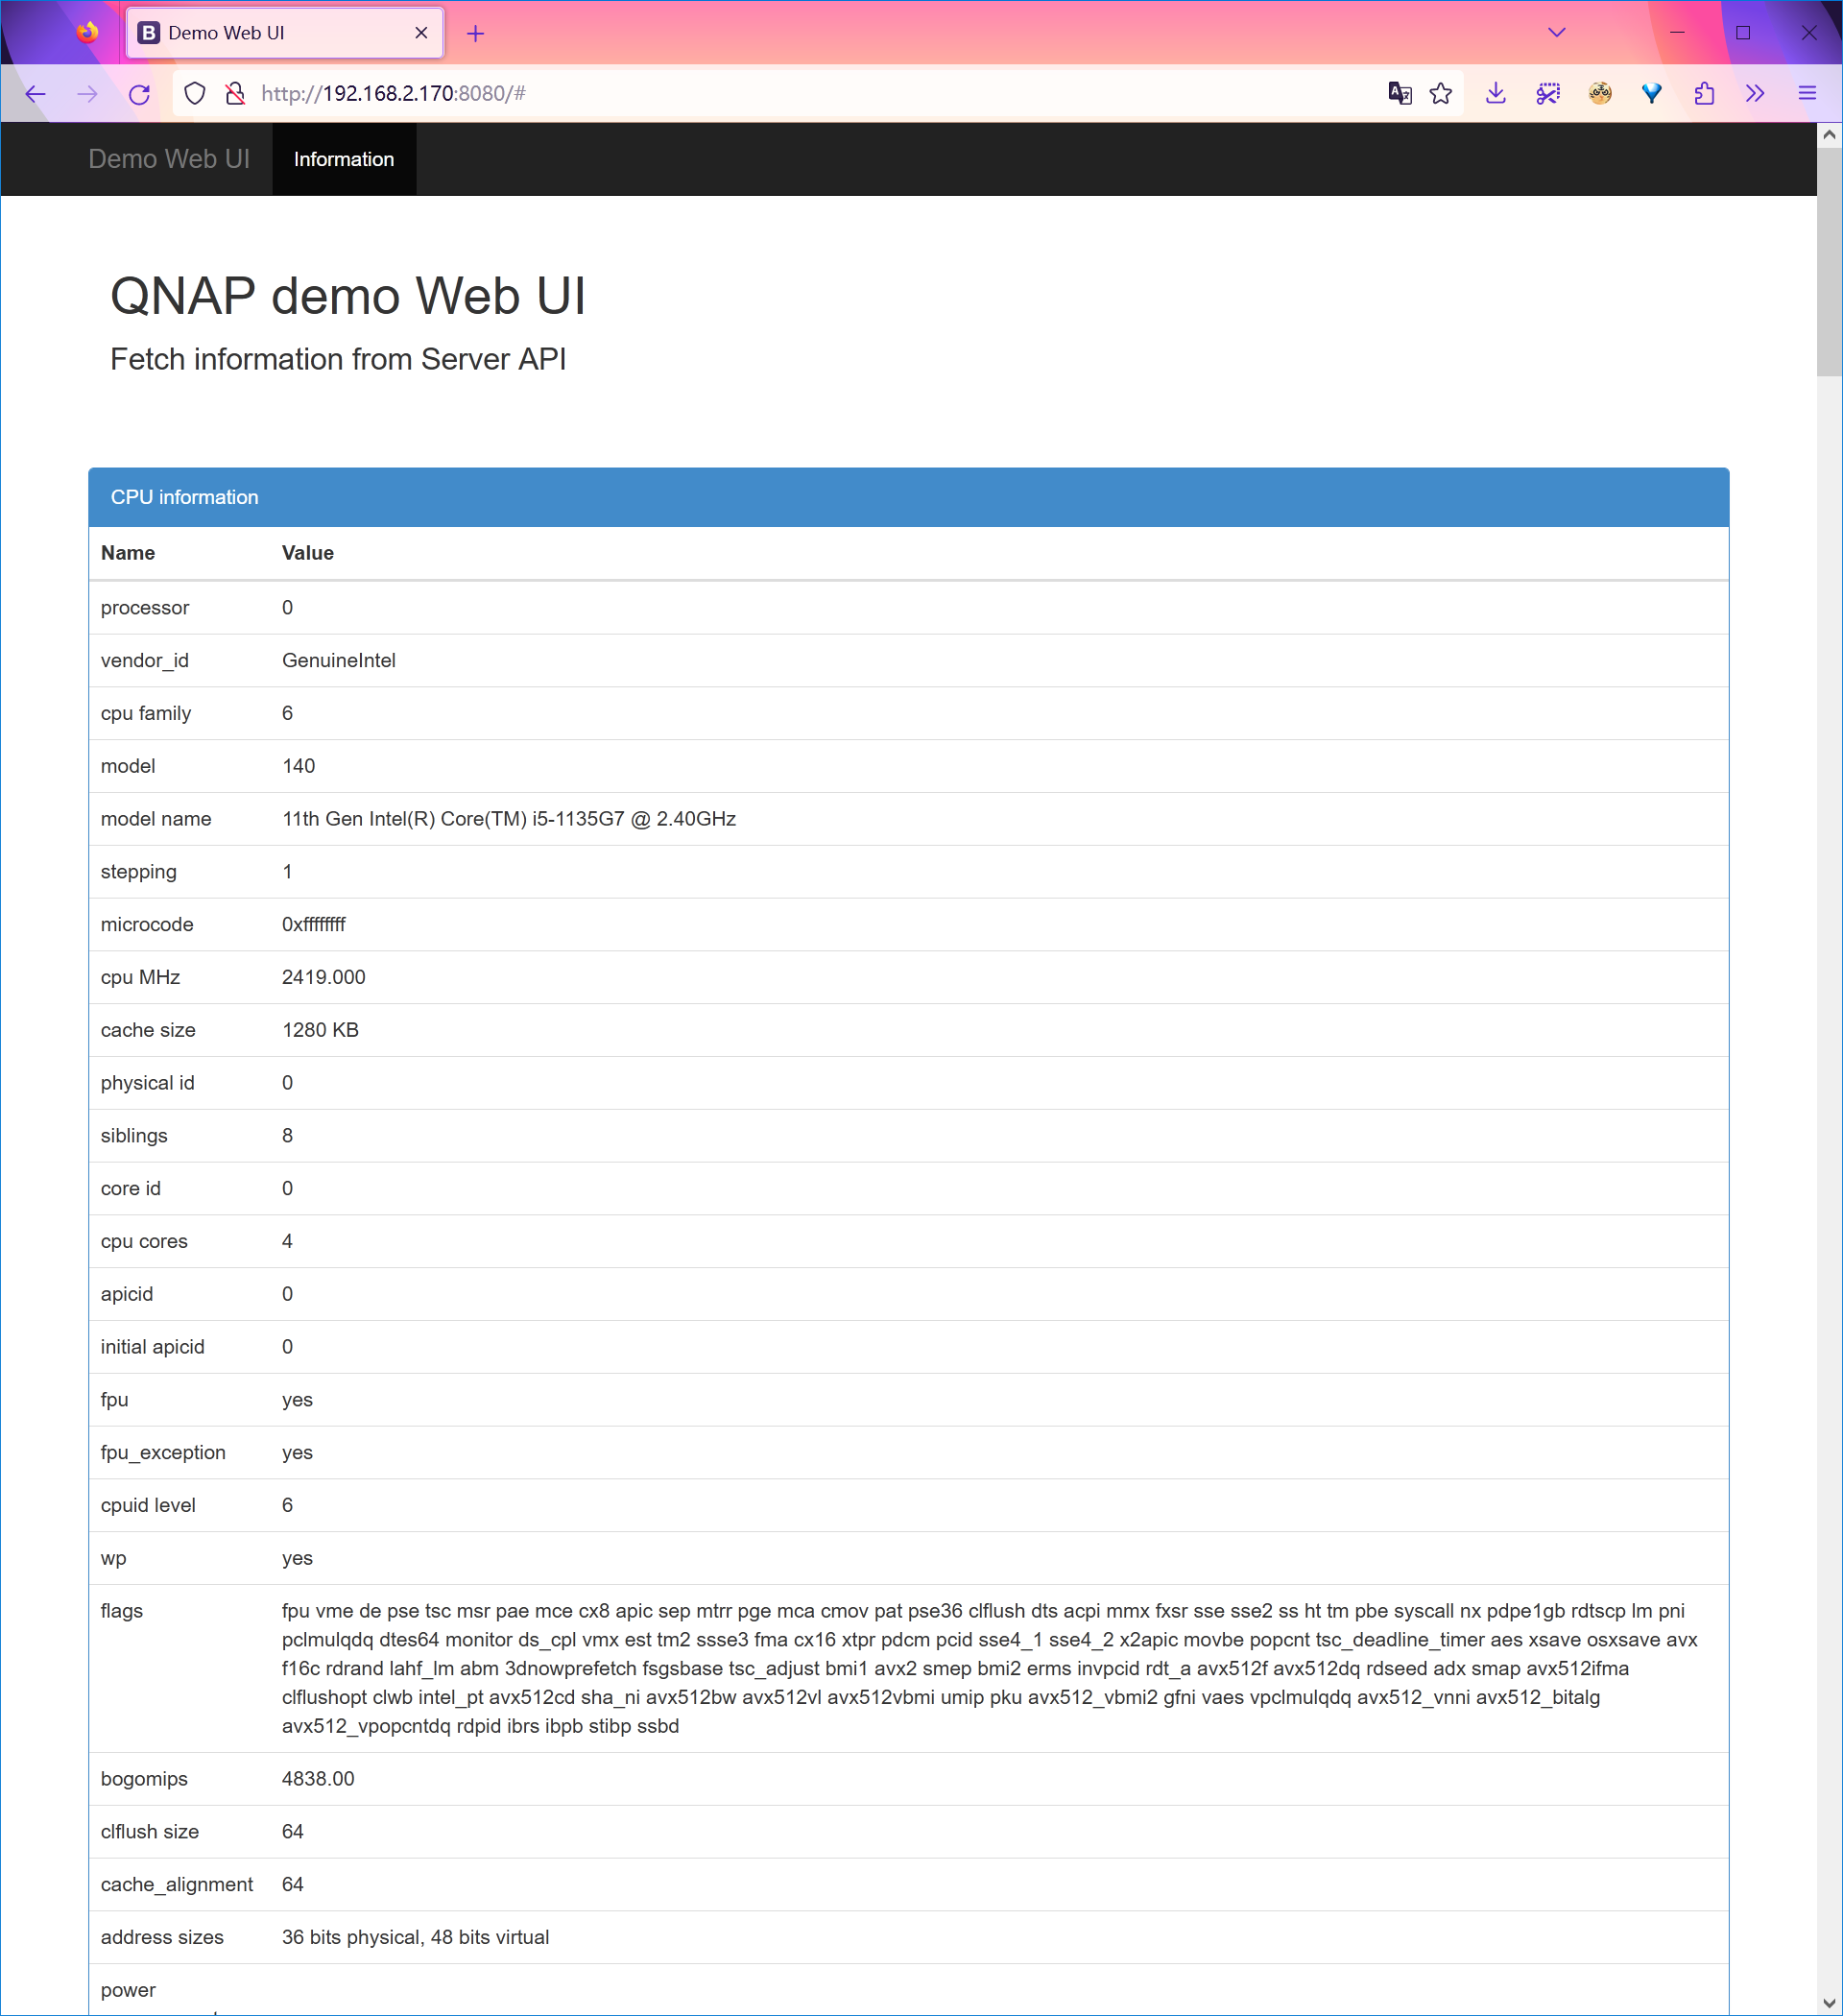 Demo Web UI
http://192.168.2.170:8080/#
Demo Web UI Information
QNAP demo Web UI
Fetch information from Server API
CPU information
Name Value
processor 0
vendor_id GenuineIntel
cpu family 6
model 140
model name 11th Gen Intel(R) Core(TM) i5-1135G7 @ 2.40GHz
stepping 1
microcode 0xffffffff
cpu MHz 2419.000
cache size 1280 KB
physical id 0
siblings 8
core id 0
cpu cores 4
apicid 0
initial apicid 0
fpu yes
fpu_exception yes
cpuid level 6
wp yes
flags fpu vme de pse tsc msr pae mce cx8 apic sep mtrr pge mca cmov pat pse36 clflush dts acpi mmx fxsr sse sse2 ss ht tm pbe syscall nx pdpe1gb rdtscp lm pni
pclmulqdq dtes64 monitor ds_cpl vmx est tm2 ssse3 fma cx16 xtpr pdcm pcid sse4_1 sse4_2 x2apic movbe popcnt tsc_deadline_timer aes xsave osxsave avx
f16c rdrand lahf_lm abm 3dnowprefetch fsgsbase tsc_adjust bmi1 avx2 smep bmi2 erms invpcid rdt_a avx512f avx512dq rdseed adx smap avx512ifma
clflushopt clwb intel_pt avx512cd sha_ni avx512bw avx512vl avx512vbmi umip pku avx512_vbmi2 gfni vaes vpclmulqdq avx512_vnni avx512_bitalg
avx512_vpopcntdq rdpid ibrs ibpb stibp ssbd
bogomips 4838.00
clflush size 64
cache_alignment 64
address sizes 36 bits physical, 48 bits virtual
power